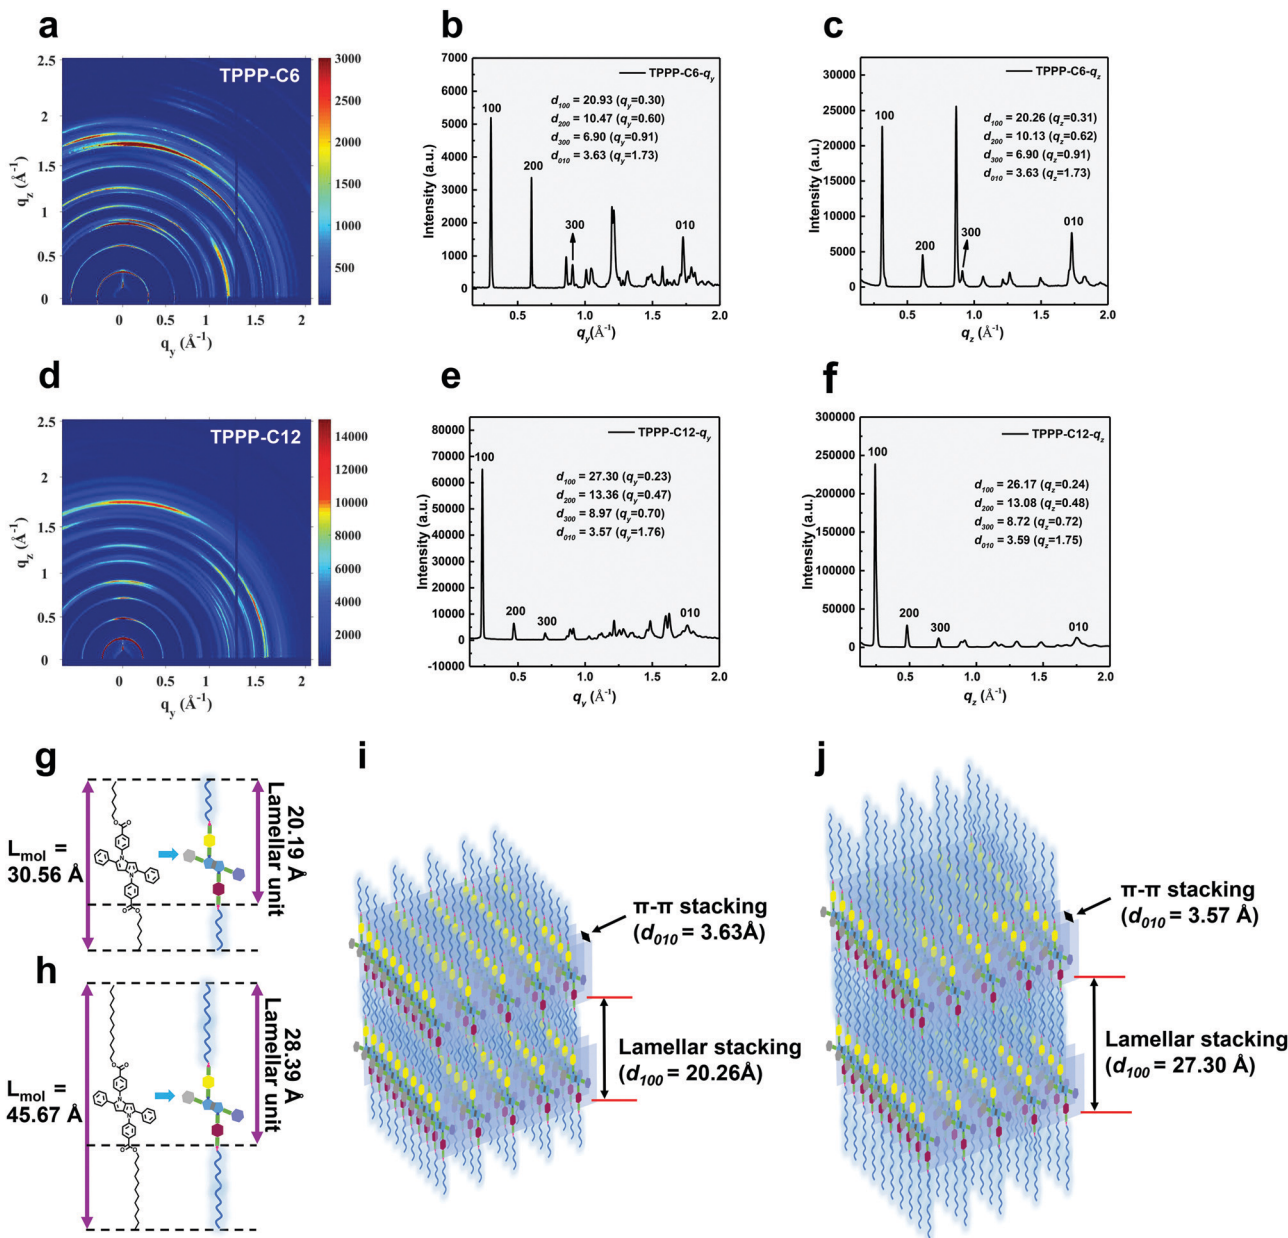 a
TPPP-C6
2.5
2
1.5
1
0.5
0
q_z (Å⁻¹)
0
0.5
1
1.5
2
q_y (Å⁻¹)
3000
2500
2000
1500
1000
500
b
7000
6000
5000
4000
3000
2000
1000
0
Intensity (a.u.)
TPPP-C6-q_y
d_100 = 20.93 (q_y=0.30)
d_200 = 10.47 (q_y=0.60)
d_300 = 6.90 (q_y=0.91)
d_010 = 3.63 (q_y=1.73)
100
200
300
010
0.5
1.0
1.5
2.0
q_y(Å⁻¹)
c
30000
25000
20000
15000
10000
5000
0
Intensity (a.u.)
TPPP-C6-q_z
d_100 = 20.26 (q_z=0.31)
d_200 = 10.13 (q_z=0.62)
d_300 = 6.90 (q_z=0.91)
d_010 = 3.63 (q_z=1.73)
100
200
300
010
0.5
1.0
1.5
2.0
q_z (Å⁻¹)
d
TPPP-C12
2.5
2
1.5
1
0.5
0
q_z (Å⁻¹)
0
0.5
1
1.5
2
q_y (Å⁻¹)
14000
12000
10000
8000
6000
4000
2000
e
80000
70000
60000
50000
40000
30000
20000
10000
0
-10000
Intensity (a.u.)
TPPP-C12-q_y
d_100 = 27.30 (q_y=0.23)
d_200 = 13.36 (q_y=0.47)
d_300 = 8.97 (q_y=0.70)
d_010 = 3.57 (q_y=1.76)
100
200
300
010
0.5
1.0
1.5
2.0
q_y (Å⁻¹)
f
300000
250000
200000
150000
100000
50000
0
Intensity (a.u.)
TPPP-C12-q_z
d_100 = 26.17 (q_z=0.24)
d_200 = 13.08 (q_z=0.48)
d_300 = 8.72 (q_z=0.72)
d_010 = 3.59 (q_z=1.75)
100
200
300
010
0.5
1.0
1.5
2.0
q_z (Å⁻¹)
g
L_mol =
30.56 Å
O
O
N
N
O
O
20.19 Å
Lamellar unit
h
L_mol =
45.67 Å
O
O
N
N
O
O
28.39 Å
Lamellar unit
i
π-π stacking
(d_010 = 3.63Å)
Lamellar stacking
(d_100 = 20.26Å)
j
π-π stacking
(d_010 = 3.57 Å)
Lamellar stacking
(d_100 = 27.30 Å)